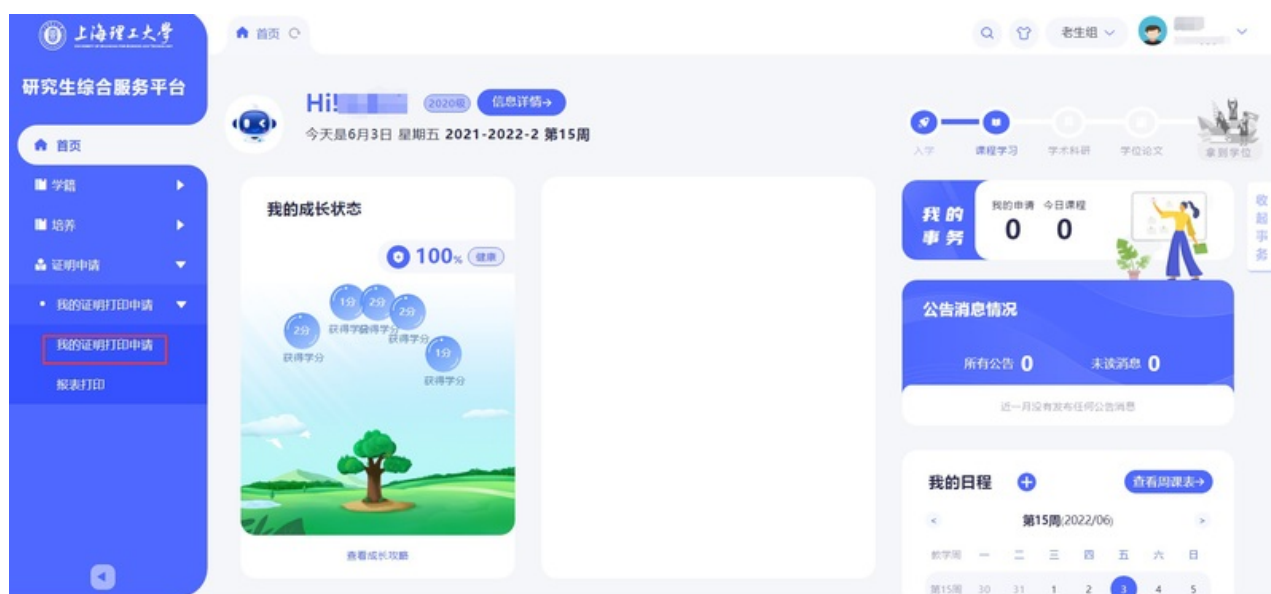 上海理工大学
研究生综合服务平台
首页
学籍
培养
证明申请
我的证明打印申请
我的证明打印申请
报表打印
首页
老生组
Hi!
2020级
信息详情→
今天是6月3日 星期五 2021-2022-2 第15周
入学
课程学习
学术科研
学位论文
拿到学位
我的成长状态
100% 健康
1分
2分
2分
2分
1分
获得学分
获得学分
获得学分
获得学分
获得学分
查看成长攻略
我的事务
我的申请
0
今日课程
0
收起事务
公告消息情况
所有公告 0
未读消息 0
近一月没有发布任何公告消息
我的日程
查看周课表→
< 第15周(2022/06) >
教学周 一 二 三 四 五 六 日
第15周 30 31 1 2 3 4 5